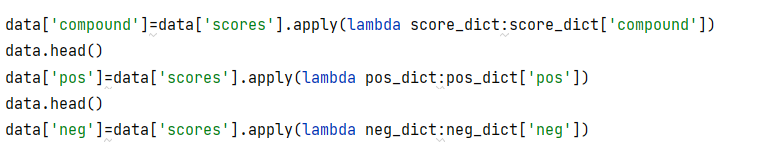 data['compound']=data['scores'].apply(lambda score_dict:score_dict['compound'])
data.head()
data['pos']=data['scores'].apply(lambda pos_dict:pos_dict['pos'])
data.head()
data['neg']=data['scores'].apply(lambda neg_dict:neg_dict['neg'])